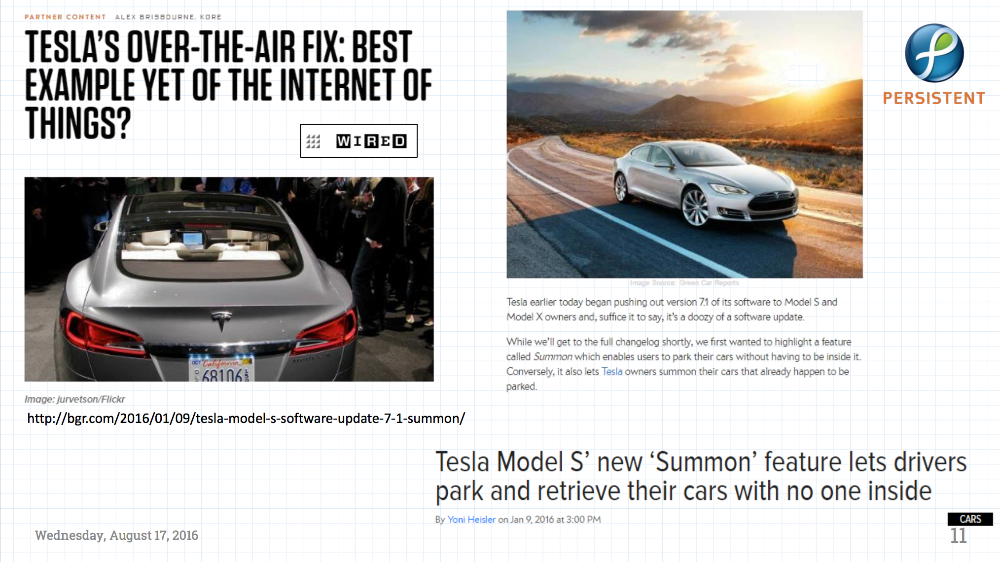 PARTNER CONTENT ALEX BRISBOURNE, KORE
TESLA'S OVER-THE-AIR FIX: BEST
EXAMPLE YET OF THE INTERNET OF
THINGS?
WIRED
PERSISTENT
OCT California
68106
Image: jurvetson/Flickr
http://bgr.com/2016/01/09/tesla-model-s-software-update-7-1-summon/
Image Source: Green Car Reports
Tesla earlier today began pushing out version 7.1 of its software to Model S and
Model X owners and, suffice it to say, it's a doozy of a software update.
While we'll get to the full changelog shortly, we first wanted to highlight a feature
called Summon which enables users to park their cars without having to be inside it.
Conversely, it also lets Tesla owners summon their cars that already happen to be
parked.
Tesla Model S' new 'Summon' feature lets drivers
park and retrieve their cars with no one inside
By Yoni Heisler on Jan 9, 2016 at 3:00 PM
CARS
Wednesday, August 17, 2016
11